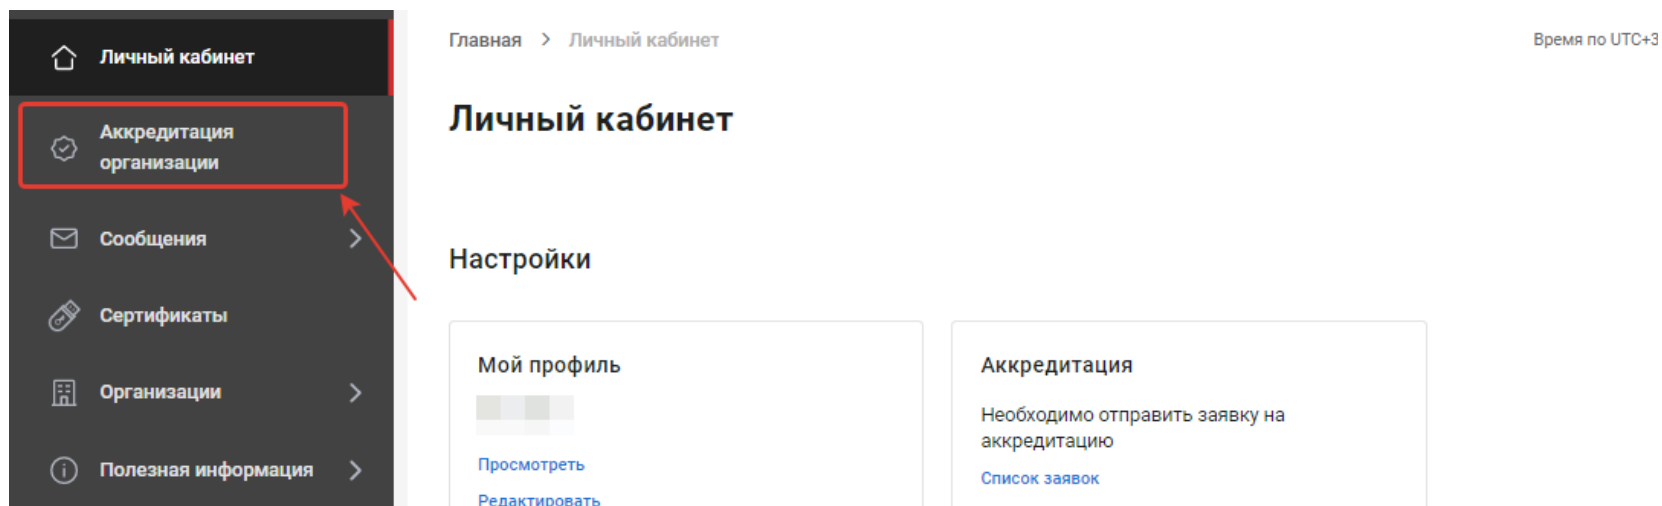 Личный кабинет
Аккредитация
организации
Сообщения
Сертификаты
Организации
Полезная информация
Главная > Личный кабинет
Время по UTC+3
Личный кабинет
Настройки
Мой профиль
Просмотреть
Редактировать
Аккредитация
Необходимо отправить заявку на
аккредитацию
Список заявок